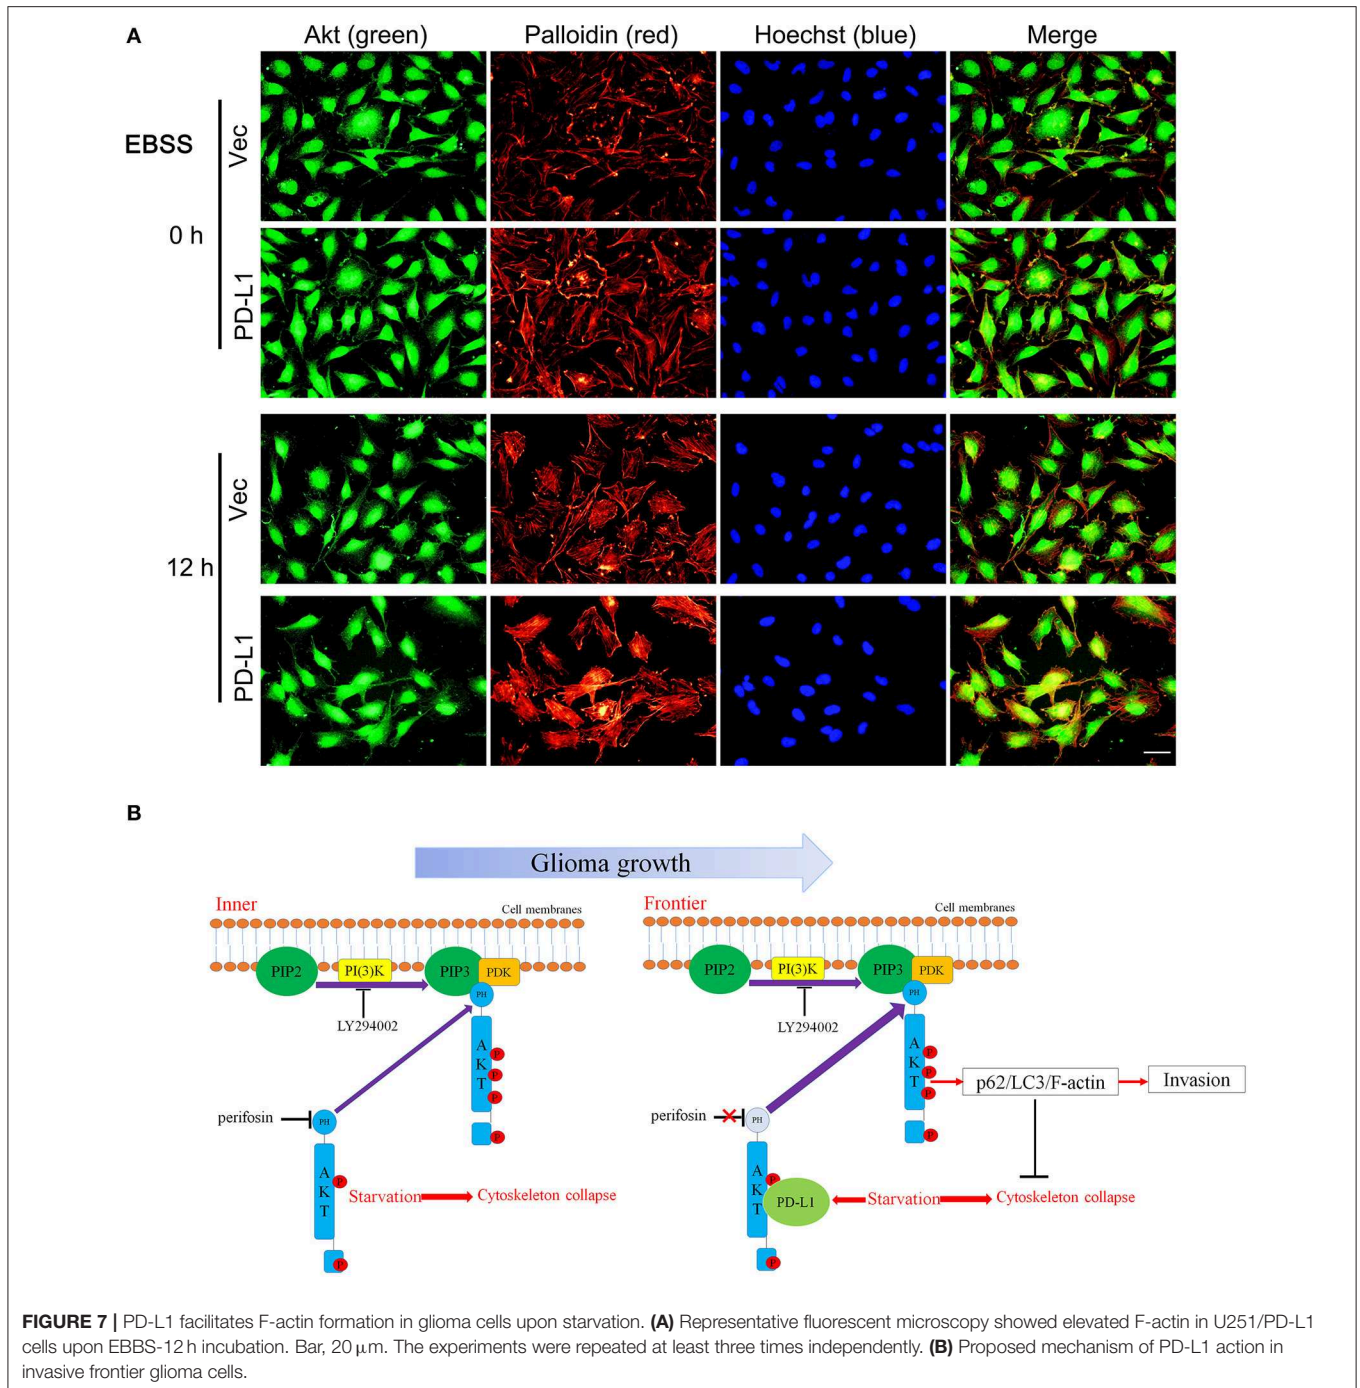 A
Akt (green) Palloidin (red) Hoechst (blue) Merge
EBSS
0 h
Vec
PD-L1
12 h
Vec
PD-L1
B
Glioma growth
Inner
Cell membranes
PIP2
PI(3)K
PIP3
PDK
PH
LY294002
A
K
T
P
P
P
P
perifosin
PH
A
K
T
P
P
Starvation
Cytoskeleton collapse
Frontier
Cell membranes
PIP2
PI(3)K
PIP3
PDK
PH
LY294002
A
K
T
P
P
P
P
p62/LC3/F-actin
Invasion
perifosin
PH
A
K
T
P
P
PD-L1
Starvation
Cytoskeleton collapse
FIGURE 7 | PD-L1 facilitates F-actin formation in glioma cells upon starvation. (A) Representative fluorescent microscopy showed elevated F-actin in U251/PD-L1
cells upon EBBS-12 h incubation. Bar, 20 μm. The experiments were repeated at least three times independently. (B) Proposed mechanism of PD-L1 action in
invasive frontier glioma cells.